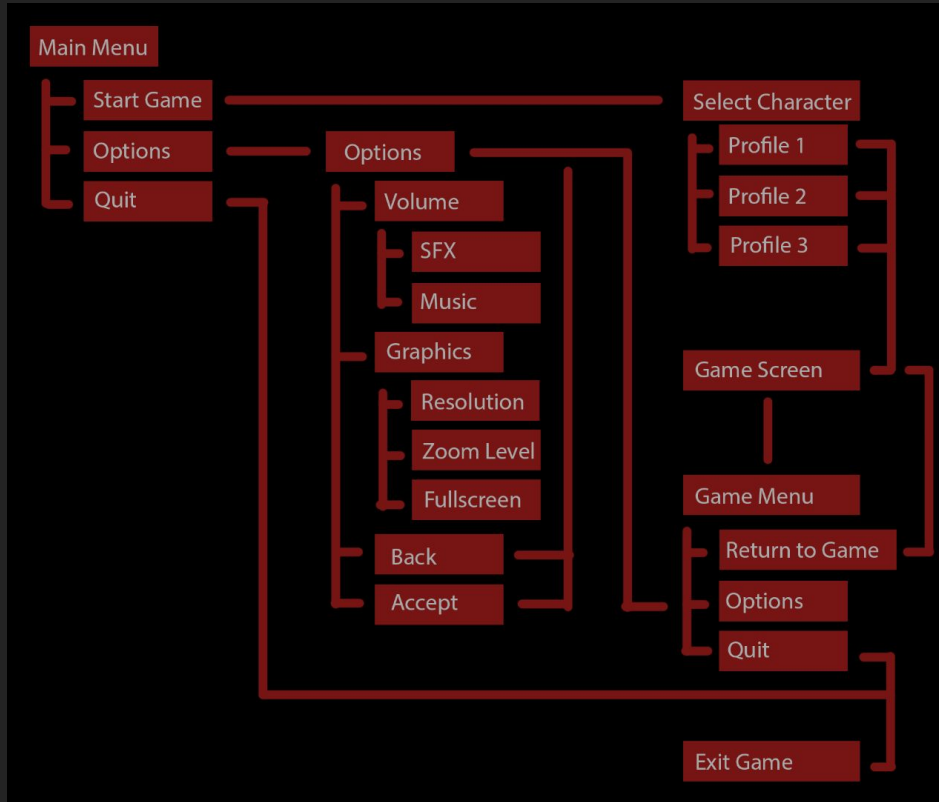 Main Menu
Start Game
Options
Quit
Options
Volume
SFX
Music
Graphics
Resolution
Zoom Level
Fullscreen
Back
Accept
Select Character
Profile 1
Profile 2
Profile 3
Game Screen
Game Menu
Return to Game
Options
Quit
Exit Game